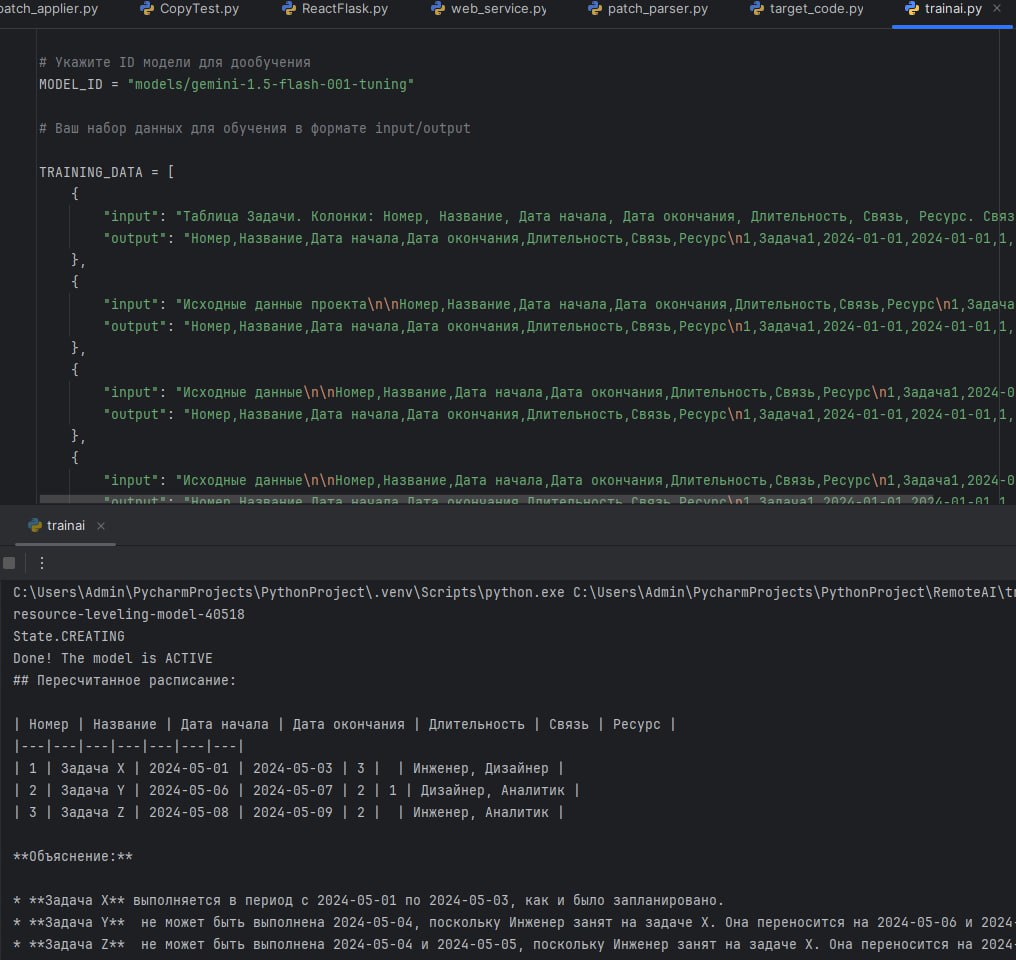 patch_applier.py CopyTest.py ReactFlask.py web_service.py patch_parser.py target_code.py trainai.py
# Укажите ID модели для дообучения
MODEL_ID = "models/gemini-1.5-flash-001-tuning"
# Ваш набор данных для обучения в формате input/output
TRAINING_DATA = [
{
"input": "Таблица Задачи. Колонки: Номер, Название, Дата начала, Дата окончания, Длительность, Связь, Ресурс. Связ
"output": "Номер,Название,Дата начала,Дата окончания,Длительность,Связь,Ресурс\n1,Задача1,2024-01-01,2024-01-01,1,
},
{
"input": "Исходные данные проекта\n\nНомер,Название,Дата начала,Дата окончания,Длительность,Связь,Ресурс\n1,Задача
"output": "Номер,Название,Дата начала,Дата окончания,Длительность,Связь,Ресурс\n1,Задача1,2024-01-01,2024-01-01,1,
},
{
"input": "Исходные данные\n\nНомер,Название,Дата начала,Дата окончания,Длительность,Связь,Ресурс\n1,Задача1,2024-0
"output": "Номер,Название,Дата начала,Дата окончания,Длительность,Связь,Ресурс\n1,Задача1,2024-01-01,2024-01-01,1,
},
{
"input": "Исходные данные\n\nНомер,Название,Дата начала,Дата окончания,Длительность,Связь,Ресурс\n1,Задача1,2024-0
"output": "Номер,Название,Дата начала,Дата окончания,Длительность,Связь,Ресурс\n1,Задача1,2024-01-01,2024-01-01,1,
trainai
C:\Users\Admin\PycharmProjects\PythonProject\.venv\Scripts\python.exe C:\Users\Admin\PycharmProjects\PythonProject\RemoteAI\tr
resource-leveling-model-40518
State.CREATING
Done! The model is ACTIVE
## Пересчитанное расписание:
| Номер | Название | Дата начала | Дата окончания | Длительность | Связь | Ресурс |
|---|---|---|---|---|---|---|
| 1 | Задача X | 2024-05-01 | 2024-05-03 | 3 |  | Инженер, Дизайнер |
| 2 | Задача Y | 2024-05-06 | 2024-05-07 | 2 | 1 | Дизайнер, Аналитик |
| 3 | Задача Z | 2024-05-08 | 2024-05-09 | 2 |  | Инженер, Аналитик |
**Объяснение:**
* **Задача X** выполняется в период с 2024-05-01 по 2024-05-03, как и было запланировано.
* **Задача Y**  не может быть выполнена 2024-05-04, поскольку Инженер занят на задаче X. Она переносится на 2024-05-06 и 2024-
* **Задача Z**  не может быть выполнена 2024-05-04 и 2024-05-05, поскольку Инженер занят на задаче X. Она переносится на 2024-